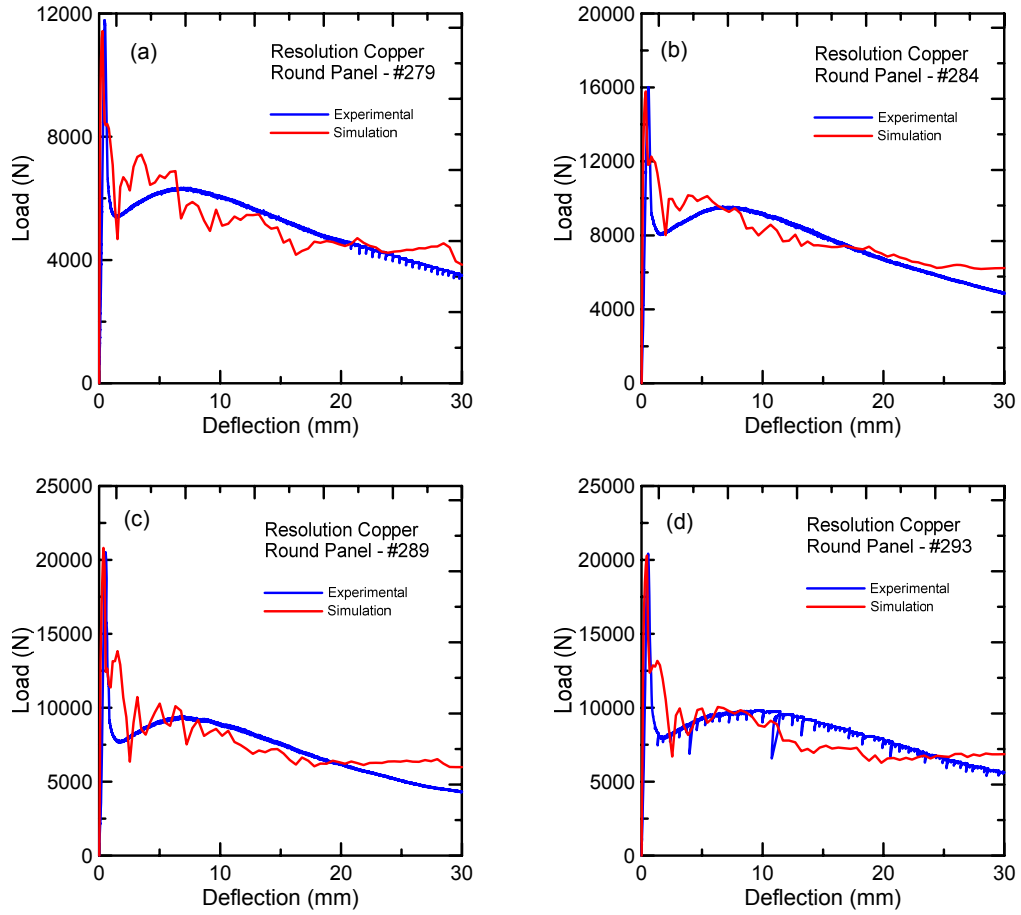 (a)
Resolution Copper
Round Panel - #279
Experimental
Simulation
12000
8000
4000
0
Load (N)
0
10
20
30
Deflection (mm)
(b)
Resolution Copper
Round Panel - #284
Experimental
Simulation
20000
16000
12000
8000
4000
0
Load (N)
0
10
20
30
Deflection (mm)
(c)
Resolution Copper
Round Panel - #289
Experimental
Simulation
25000
20000
15000
10000
5000
0
Load (N)
0
10
20
30
Deflection (mm)
(d)
Resolution Copper
Round Panel - #293
Experimental
Simulation
25000
20000
15000
10000
5000
0
Load (N)
0
10
20
30
Deflection (mm)